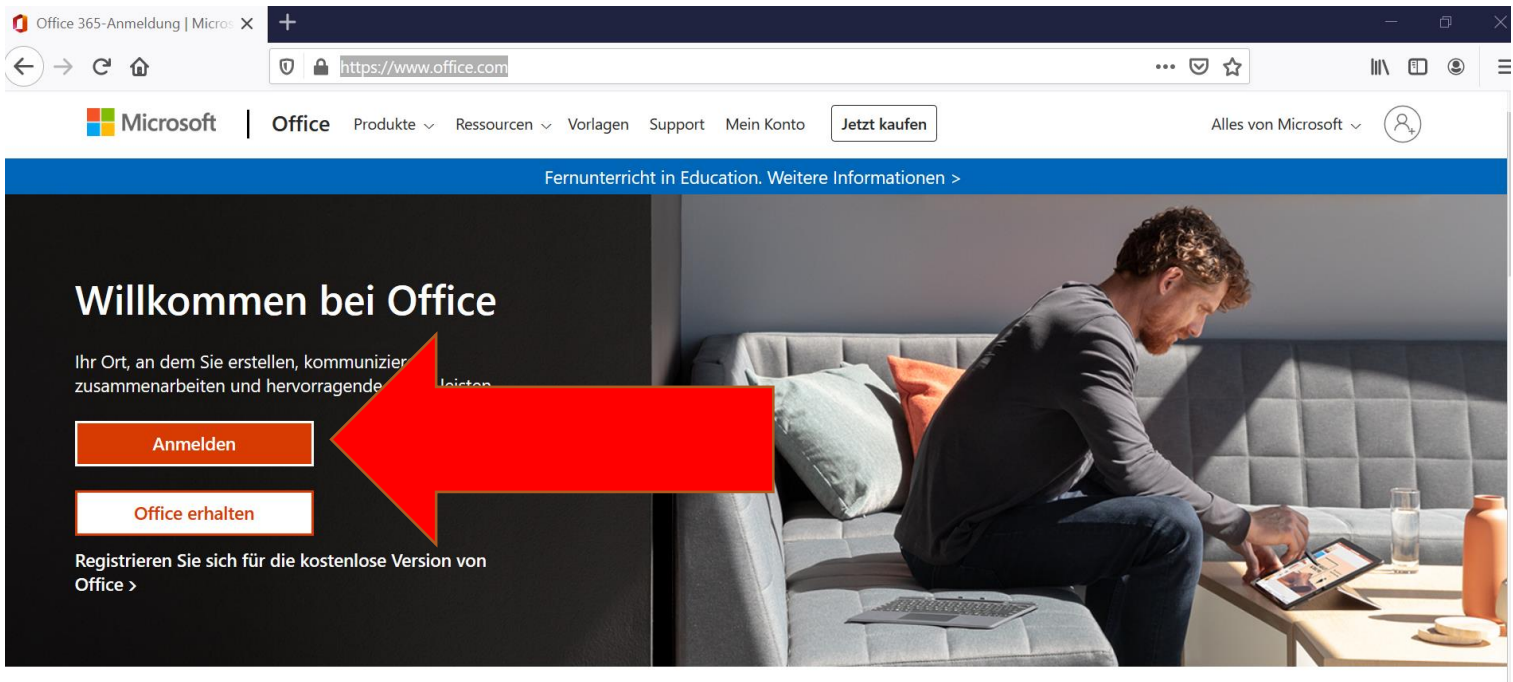 Office 365-Anmeldung | Micros
https://www.office.com
Microsoft | Office Produkte Ressourcen Vorlagen Support Mein Konto Jetzt kaufen Alles von Microsoft
Fernunterricht in Education. Weitere Informationen >
Willkommen bei Office
Ihr Ort, an dem Sie erstellen,
zusammenarbeiten und hervorragende leisten
Anmelden
Office erhalten
Registrieren Sie sich für die kostenlose Version von
Office >